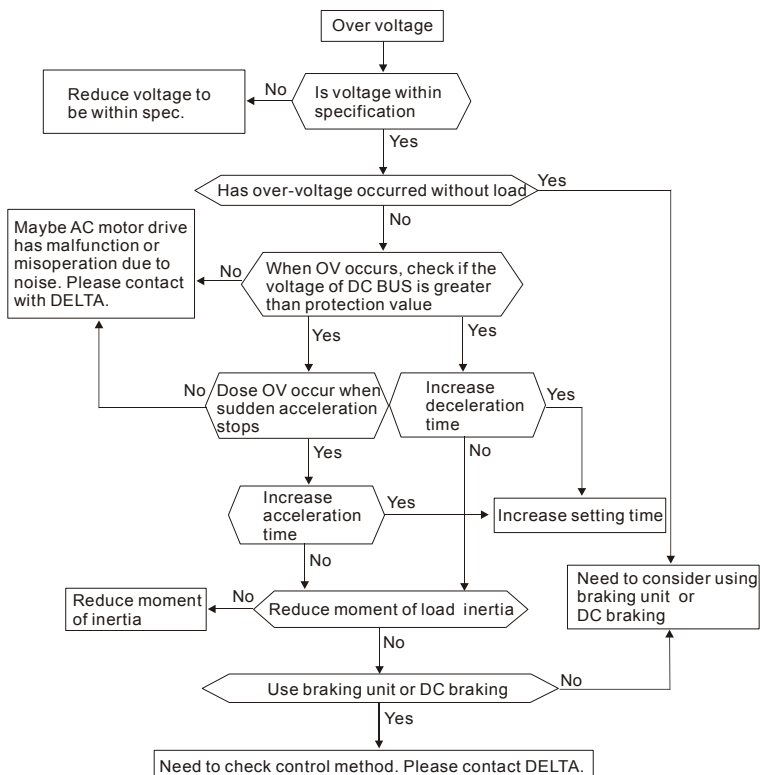 Over voltage
No
Is voltage within
specification
Reduce voltage to
be within spec.
Yes
Has over-voltage occurred without load
Yes
No
Maybe AC motor drive
has malfunction or
misoperation due to
noise. Please contact
with DELTA.
No
When OV occurs, check if the
voltage of DC BUS is greater
than protection value
Yes
Yes
No
Dose OV occur when
sudden acceleration
stops
Increase
deceleration
time
Yes
Yes
No
Increase
acceleration
time
Yes
Increase setting time
No
Need to consider using
braking unit or
DC braking
Reduce moment
of inertia
No
Reduce moment of load inertia
No
Use braking unit or DC braking
No
Yes
Need to check control method. Please contact DELTA.